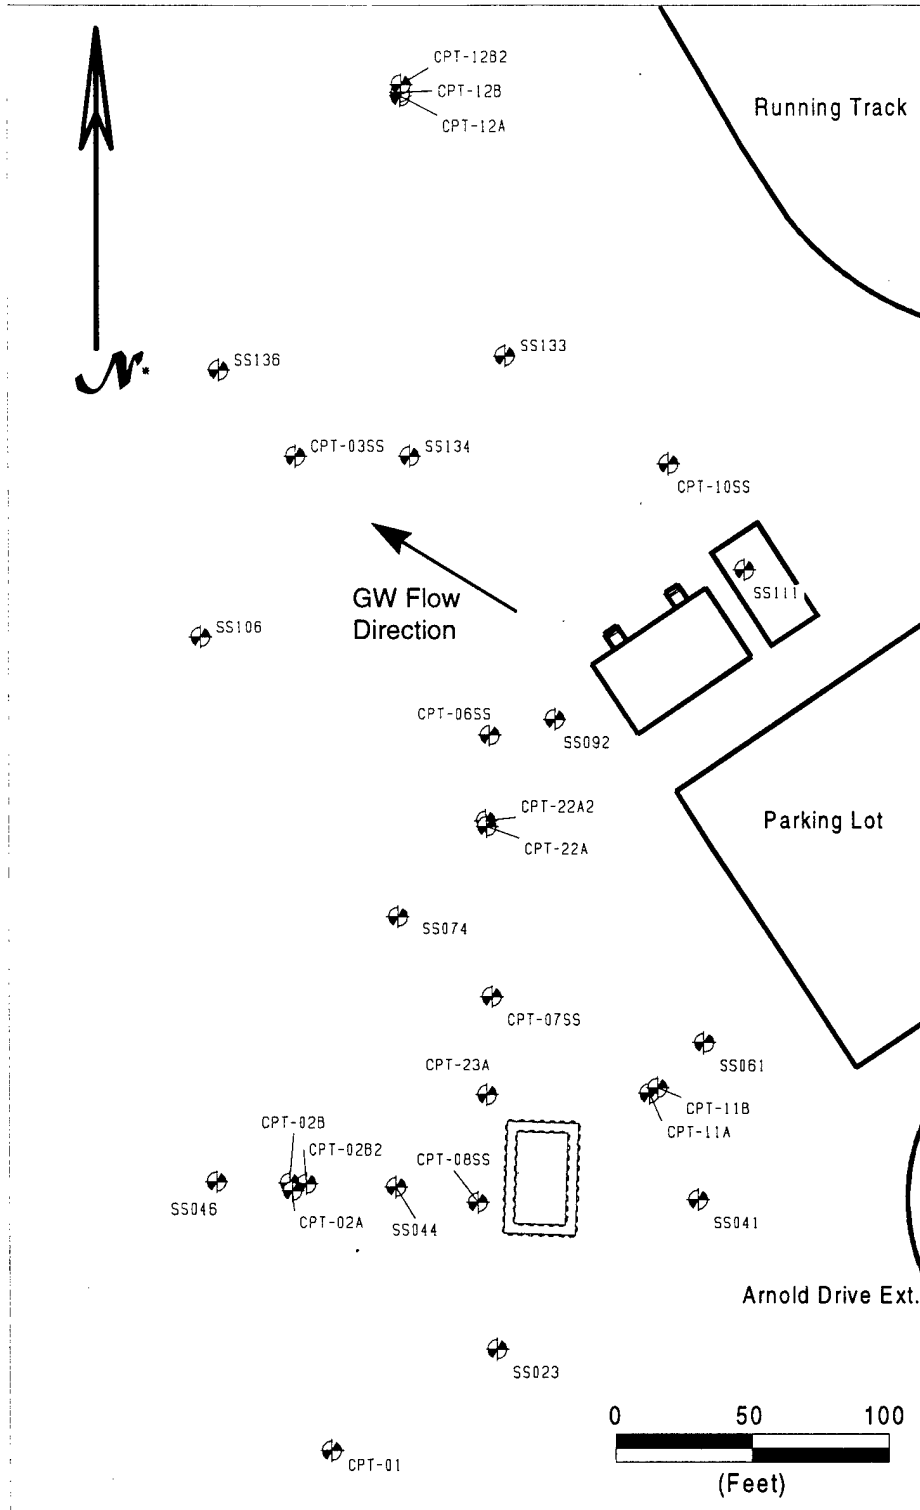 CPT-12B2
CPT-12B
Running Track
CPT-12A
N*
SS136
SS133
CPT-03SS
SS134
CPT-10SS
SS111
GW Flow
Direction
SS106
CPT-06SS
SS092
CPT-22A2
Parking Lot
CPT-22A
SS074
CPT-07SS
SS061
CPT-23A
CPT-11B
CPT-11A
CPT-02B
CPT-02B2
CPT-08SS
SS046
CPT-02A
SS044
SS041
Arnold Drive Ext.
SS023
0 50 100
CPT-01
(Feet)